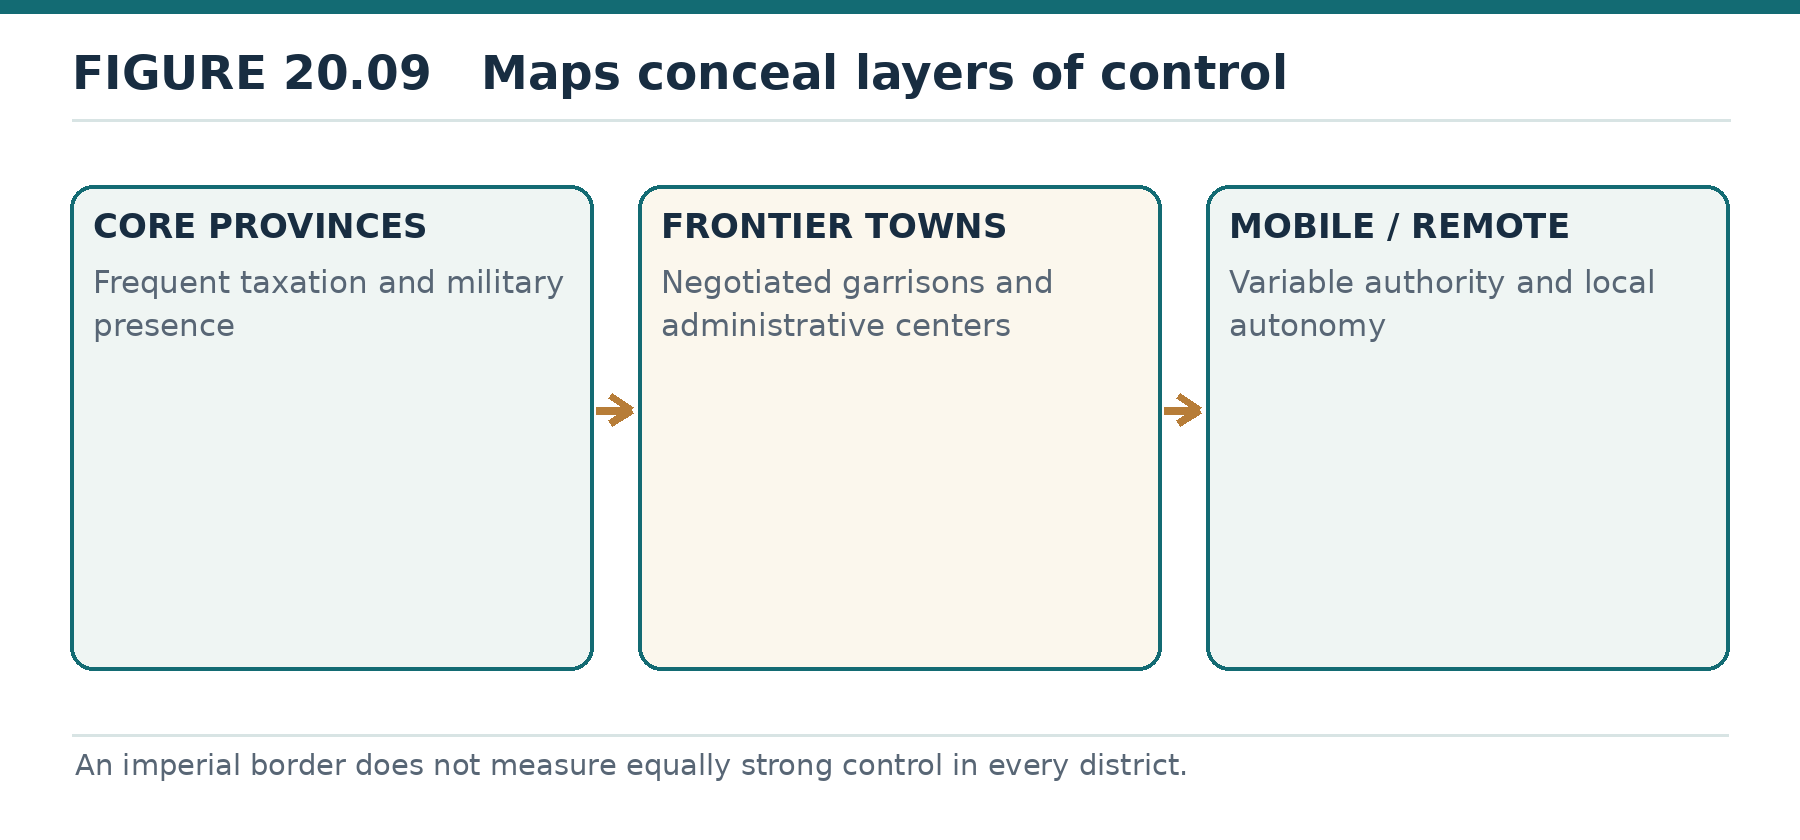 FIGURE 20.09 Maps conceal layers of control
CORE PROVINCES
Frequent taxation and military
presence
FRONTIER TOWNS
Negotiated garrisons and
administrative centers
MOBILE / REMOTE
Variable authority and local
autonomy
An imperial border does not measure equally strong control in every district.